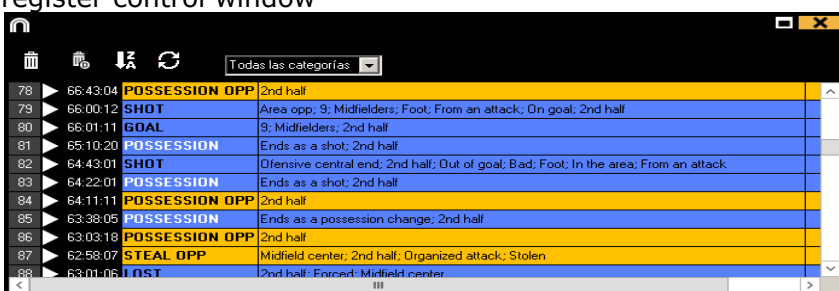 register control window
Todas las categorías
78 66:43:04 POSSESSION OPP 2nd half
79 66:00:12 SHOT Area opp; 9; Midfielders; Foot; From an attack; On goal; 2nd half
80 66:01:11 GOAL 9; Midfielders; 2nd half
81 65:10:20 POSSESSION Ends as a shot; 2nd half
82 64:43:01 SHOT Ofensive central end; 2nd half; Out of goal; Bad; Foot; In the area; From an attack
83 64:22:01 POSSESSION Ends as a shot; 2nd half
84 64:11:11 POSSESSION OPP 2nd half
85 63:38:05 POSSESSION Ends as a possession change; 2nd half
86 63:03:18 POSSESSION OPP 2nd half
87 62:58:07 STEAL OPP Midfield center; 2nd half; Organized attack; Stolen
88 63:01:06 LOST 2nd half; Forced; Midfield center